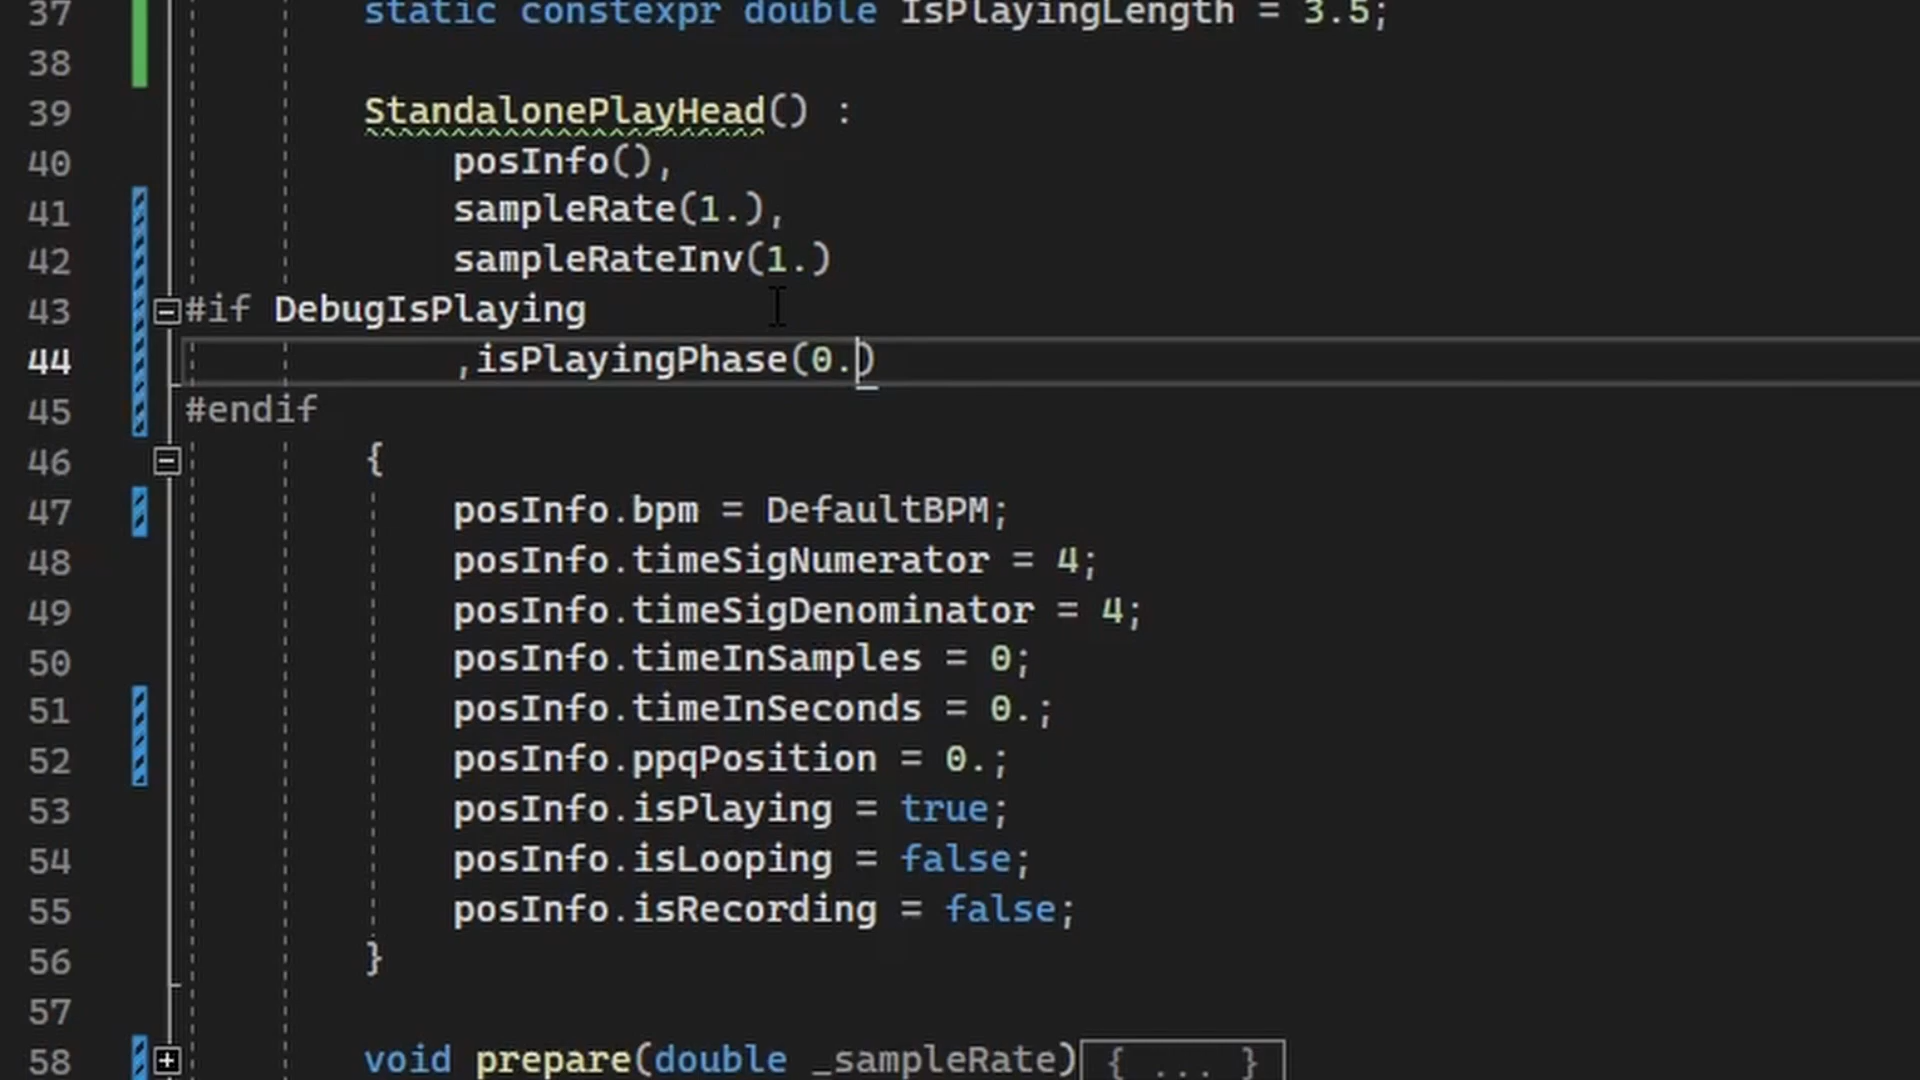 37 static constexpr double IsPlayingLength = 3.5;
38
39 StandalonePlayHead() :
40 posInfo(),
41 sampleRate(1.),
42 sampleRateInv(1.)
43 #if DebugIsPlaying
44 ,isPlayingPhase(0.)
45 #endif
46 {
47 posInfo.bpm = DefaultBPM;
48 posInfo.timeSigNumerator = 4;
49 posInfo.timeSigDenominator = 4;
50 posInfo.timeInSamples = 0;
51 posInfo.timeInSeconds = 0.;
52 posInfo.ppqPosition = 0.;
53 posInfo.isPlaying = true;
54 posInfo.isLooping = false;
55 posInfo.isRecording = false;
56 }
57
58 void prepare(double _sampleRate) { ... }